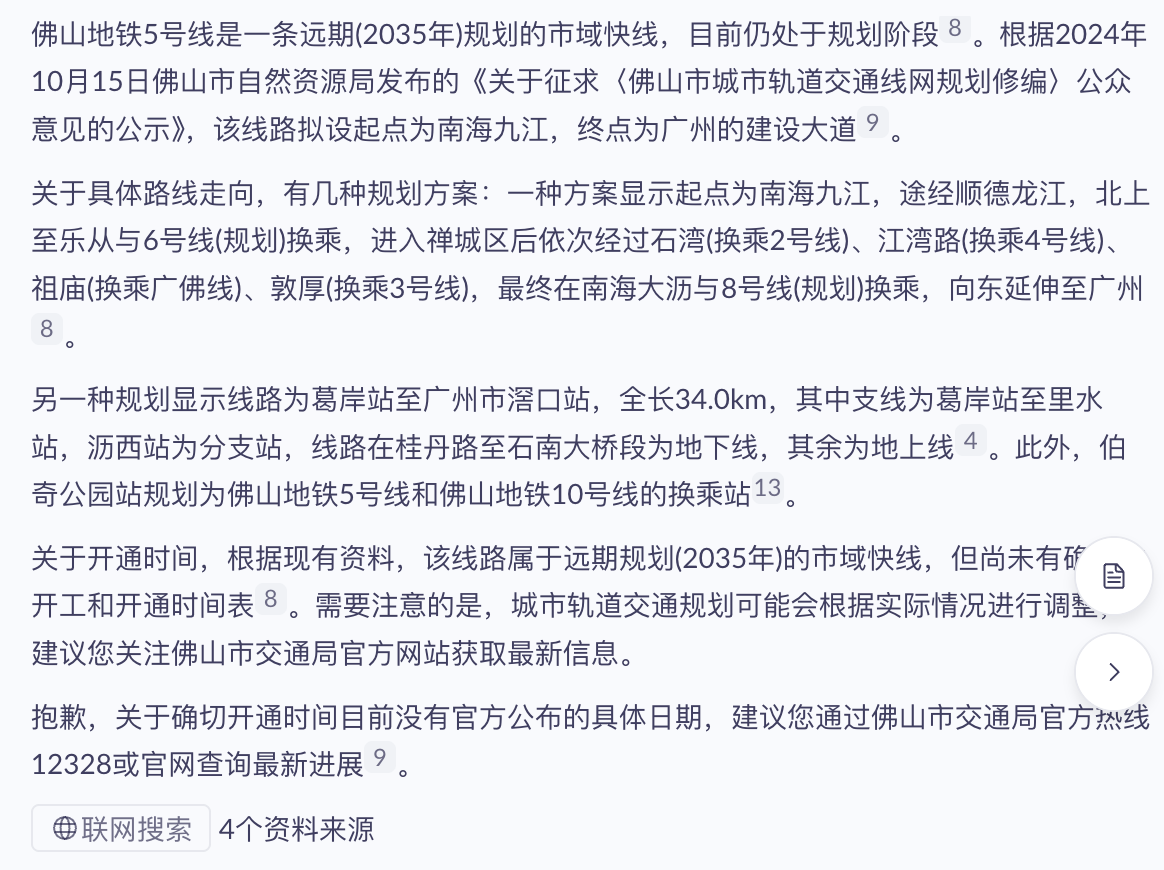 佛山地铁5号线是一条远期(2035年)规划的市域快线，目前仍处于规划阶段8。根据2024年
10月15日佛山市自然资源局发布的《关于征求〈佛山市城市轨道交通线网规划修编〉公众
意见的公示》，该线路拟设起点为南海九江，终点为广州的建设大道9。
关于具体路线走向，有几种规划方案：一种方案显示起点为南海九江，途经顺德龙江，北上
至乐从与6号线(规划)换乘，进入禅城区后依次经过石湾(换乘2号线)、江湾路(换乘4号线)、
祖庙(换乘广佛线)、敦厚(换乘3号线)，最终在南海大沥与8号线(规划)换乘，向东延伸至广州
8。
另一种规划显示线路为葛岸站至广州市滘口站，全长34.0km，其中支线为葛岸站至里水
站，沥西站为分支站，线路在桂丹路至石南大桥段为地下线，其余为地上线4。此外，伯
奇公园站规划为佛山地铁5号线和佛山地铁10号线的换乘站13。
关于开通时间，根据现有资料，该线路属于远期规划(2035年)的市域快线，但尚未有确
开工和开通时间表8。需要注意的是，城市轨道交通规划可能会根据实际情况进行调整，
建议您关注佛山市交通局官方网站获取最新信息。
抱歉，关于确切开通时间目前没有官方公布的具体日期，建议您通过佛山市交通局官方热线
12328或官网查询最新进展9。
联网搜索 4个资料来源